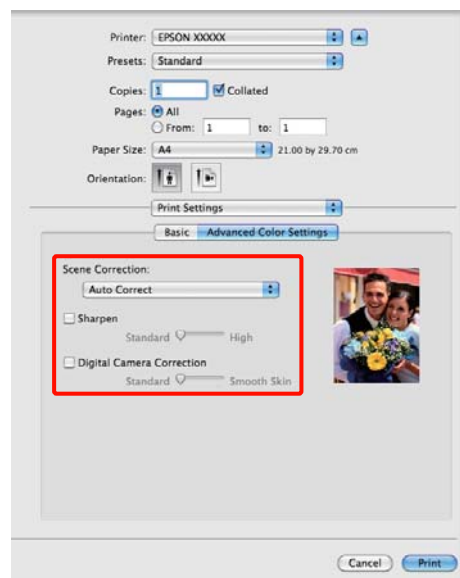 Printer: EPSON XXXXX
Presets: Standard
Copies: 1 Collated
Pages: All
From: 1 to: 1
Paper Size: A4 21.00 by 29.70 cm
Orientation:
Print Settings
Basic Advanced Color Settings
Scene Correction:
Auto Correct
Sharpen
Standard High
Digital Camera Correction
Standard Smooth Skin
Cancel Print